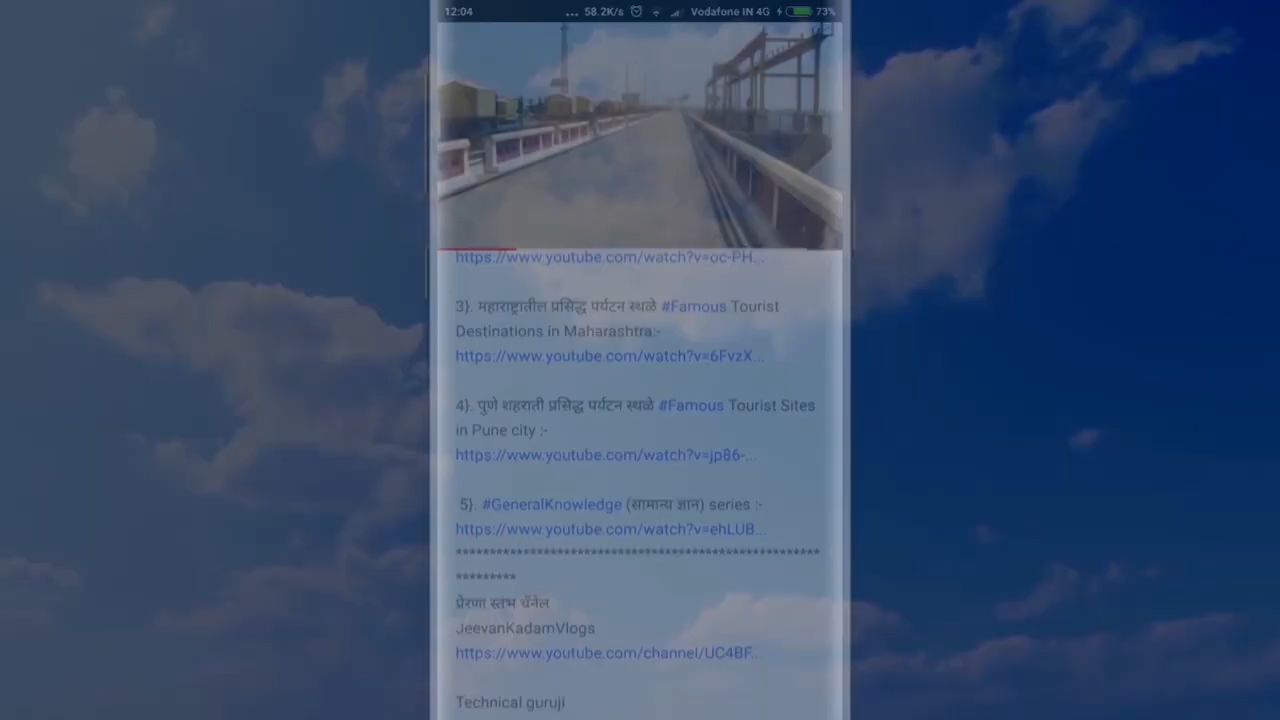 12:04 ... 58.2K/s Vodafone IN 4G 73%
https://www.youtube.com/watch?v=oc-PH...
3}. महाराष्ट्रातील प्रसिद्ध पर्यटन स्थळे #Famous Tourist
Destinations in Maharashtra:-
https://www.youtube.com/watch?v=6FvzX...
4}. पुणे शहराती प्रसिद्ध पर्यटन स्थळे #Famous Tourist Sites
in Pune city :-
https://www.youtube.com/watch?v=jp86-...
5}. #GeneralKnowledge (सामान्य ज्ञान) series :-
https://www.youtube.com/watch?v=ehLUB...
******************************************************
*********
प्रेरणा स्तंभ चॅनेल
JeevanKadamVlogs
https://www.youtube.com/channel/UC4BF...
Technical guruji